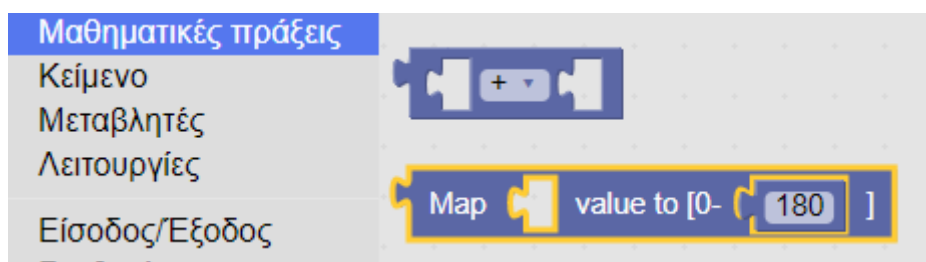 Μαθηματικές πράξεις
Κείμενο
Μεταβλητές
Λειτουργίες
Είσοδος/Έξοδος
+
Map value to [0- 180 ]